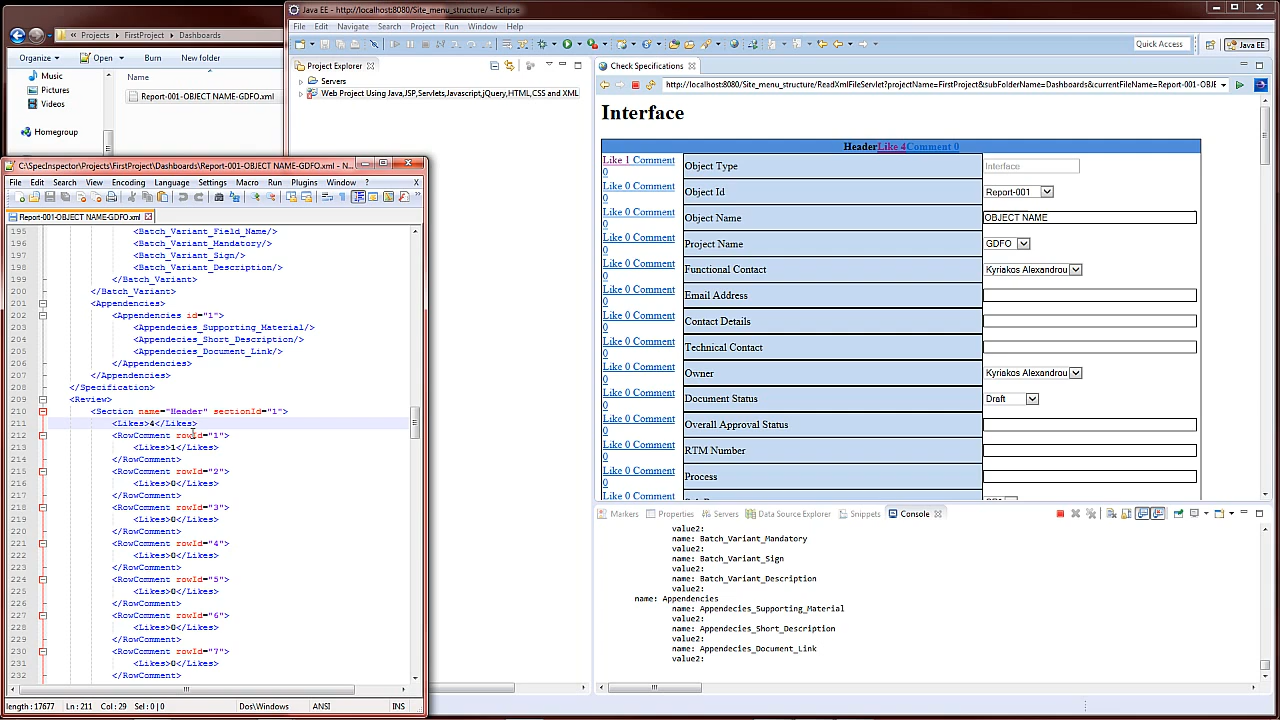 Projects ▸ FirstProject ▸ Dashboards
Organize
Open
Burn
New folder
Music
Pictures
Videos
Homegroup
Name
Report-001-OBJECT NAME-GDFO.xml
C:\SpecInspector\Projects\FirstProject\Dashboards\Report-001-OBJECT NAME-GDFO.xml - N...
File Edit Search View Encoding Language Settings Macro Run Plugins Window ? X
Report-001-OBJECT NAME-GDFO.xml
195 <Batch_Variant_Field_Name/>
196 <Batch_Variant_Mandatory/>
197 <Batch_Variant_Sign/>
198 <Batch_Variant_Description/>
199 </Batch_Variant>
200 </Batch_Variant>
201 <Appendencies>
202 <Appendencies id="1">
203 <Appendecies_Supporting_Material/>
204 <Appendecies_Short_Description/>
205 <Appendecies_Document_Link/>
206 </Appendencies>
207 </Appendencies>
208 </Specification>
209 <Review>
210 <Section name="Header" sectionId="1">
211 <Likes>4</Likes>
212 <RowComment rowId="1">
213 <Likes>1</Likes>
214 </RowComment>
215 <RowComment rowId="2">
216 <Likes>0</Likes>
217 </RowComment>
218 <RowComment rowId="3">
219 <Likes>0</Likes>
220 </RowComment>
221 <RowComment rowId="4">
222 <Likes>0</Likes>
223 </RowComment>
224 <RowComment rowId="5">
225 <Likes>0</Likes>
226 </RowComment>
227 <RowComment rowId="6">
228 <Likes>0</Likes>
229 </RowComment>
230 <RowComment rowId="7">
231 <Likes>0</Likes>
232 </RowComment>
length : 17677 Ln : 211 Col : 29 Sel : 0 | 0 Dos\Windows ANSI INS
Java EE - http://localhost:8080/Site_menu_structure/ - Eclipse
File Edit Navigate Search Project Run Window Help
Quick Access
Java EE
Project Explorer
Servers
Web Project Using Java,JSP,Servlets,Javascript,jQuery,HTML,CSS and XML
Check Specifications
http://localhost:8080/Site_menu_structure/ReadXmlFileServlet?projectName=FirstProject&subFolderName=Dashboards&currentFileName=Report-001-OBJE
Interface
HeaderLike 4Comment 0
Like 1 Comment 0 Object Type Interface
Like 0 Comment 0 Object Id Report-001
Like 0 Comment 0 Object Name OBJECT NAME
Like 0 Comment 0 Project Name GDFO
Like 0 Comment 0 Functional Contact Kyriakos Alexandrou
Like 0 Comment 0 Email Address
Like 0 Comment 0 Contact Details
Like 0 Comment 0 Technical Contact
Like 0 Comment 0 Owner Kyriakos Alexandrou
Like 0 Comment 0 Document Status Draft
Like 0 Comment 0 Overall Approval Status
Like 0 Comment 0 RTM Number
Like 0 Comment 0 Process
Like 0 Comment
Markers Properties Servers Data Source Explorer Snippets Console
value2:
name: Batch_Variant_Mandatory
value2:
name: Batch_Variant_Sign
value2:
name: Batch_Variant_Description
value2:
name: Appendencies
name: Appendecies_Supporting_Material
value2:
name: Appendecies_Short_Description
value2:
name: Appendecies_Document_Link
value2: